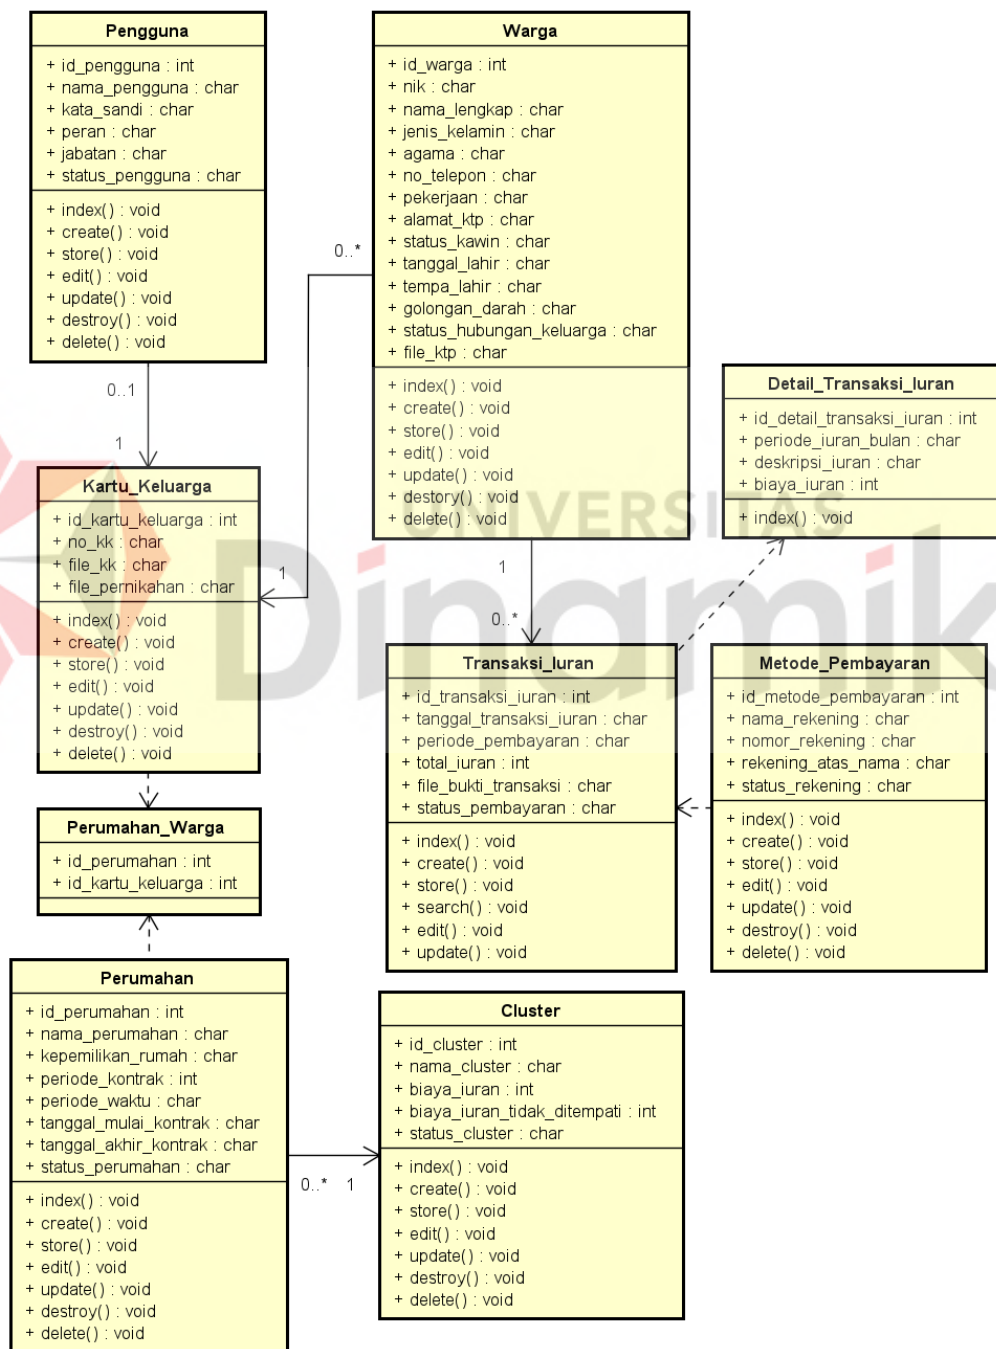 Pengguna
+ id_pengguna : int
+ nama_pengguna : char
+ kata_sandi : char
+ peran : char
+ jabatan : char
+ status_pengguna : char
+ index() : void
+ create() : void
+ store() : void
+ edit() : void
+ update() : void
+ destroy() : void
+ delete() : void
0..1
1
Warga
+ id_warga : int
+ nik : char
+ nama_lengkap : char
+ jenis_kelamin : char
+ agama : char
+ no_telepon : char
+ pekerjaan : char
+ alamat_ktp : char
+ status_kawin : char
+ tanggal_lahir : char
+ tempa_lahir : char
+ golongan_darah : char
+ status_hubungan_keluarga : char
+ file_ktp : char
+ index() : void
+ create() : void
+ store() : void
+ edit() : void
+ update() : void
+ destory() : void
+ delete() : void
0..*
1
1
0..*
Detail_Transaksi_Iuran
+ id_detail_transaksi_iuran : int
+ periode_iuran_bulan : char
+ deskripsi_iuran : char
+ biaya_iuran : int
+ index() : void
Kartu_Keluarga
+ id_kartu_keluarga : int
+ no_kk : char
+ file_kk : char
+ file_pernikahan : char
+ index() : void
+ create() : void
+ store() : void
+ edit() : void
+ update() : void
+ destroy() : void
+ delete() : void
UNIVERSITAS
Dinamik
Transaksi_Iuran
+ id_transaksi_iuran : int
+ tanggal_transaksi_iuran : char
+ periode_pembayaran : char
+ total_iuran : int
+ file_bukti_transaksi : char
+ status_pembayaran : char
+ index() : void
+ create() : void
+ store() : void
+ search() : void
+ edit() : void
+ update() : void
Metode_Pembayaran
+ id_metode_pembayaran : int
+ nama_rekening : char
+ nomor_rekening : char
+ rekening_atas_nama : char
+ status_rekening : char
+ index() : void
+ create() : void
+ store() : void
+ edit() : void
+ update() : void
+ destroy() : void
+ delete() : void
Perumahan_Warga
+ id_perumahan : int
+ id_kartu_keluarga : int
Perumahan
+ id_perumahan : int
+ nama_perumahan : char
+ kepemilikan_rumah : char
+ periode_kontrak : int
+ periode_waktu : char
+ tanggal_mulai_kontrak : char
+ tanggal_akhir_kontrak : char
+ status_perumahan : char
+ index() : void
+ create() : void
+ store() : void
+ edit() : void
+ update() : void
+ destroy() : void
+ delete() : void
0..* 1
Cluster
+ id_cluster : int
+ nama_cluster : char
+ biaya_iuran : int
+ biaya_iuran_tidak_ditempati : int
+ status_cluster : char
+ index() : void
+ create() : void
+ store() : void
+ edit() : void
+ update() : void
+ destroy() : void
+ delete() : void